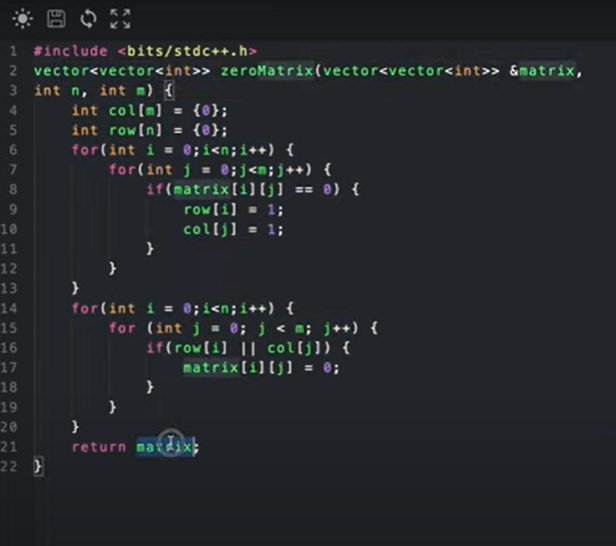 1 #include <bits/stdc++.h>
2 vector<vector<int>> zeroMatrix(vector<vector<int>> &matrix,
3 int n, int m) {
4     int col[m] = {0};
5     int row[n] = {0};
6     for(int i = 0;i<n;i++) {
7         for(int j = 0;j<m;j++) {
8             if(matrix[i][j] == 0) {
9                 row[i] = 1;
10                 col[j] = 1;
11             }
12         }
13     }
14     for(int i = 0;i<n;i++) {
15         for (int j = 0; j < m; j++) {
16             if(row[i] || col[j]) {
17                 matrix[i][j] = 0;
18             }
19         }
20     }
21     return matrix;
22 }